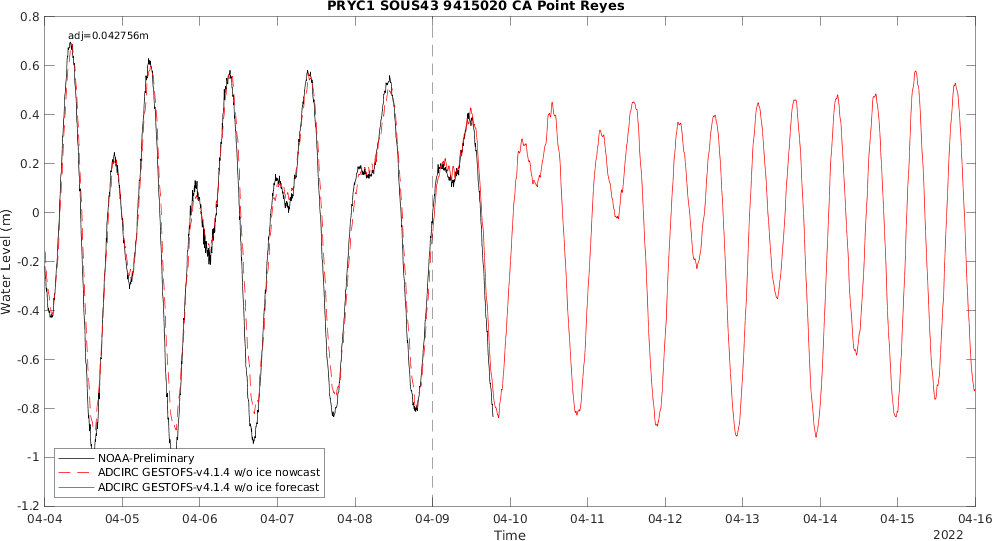 PRYC1 SOUS43 9415020 CA Point Reyes
adj=0.042756m
0.8
0.6
0.4
0.2
0
-0.2
-0.4
-0.6
-0.8
-1
-1.2
Water Level (m)
NOAA-Preliminary
ADCIRC GESTOFS-v4.1.4 w/o ice nowcast
ADCIRC GESTOFS-v4.1.4 w/o ice forecast
04-04 04-05 04-06 04-07 04-08 04-09 04-10 04-11 04-12 04-13 04-14 04-15 04-16
Time
2022